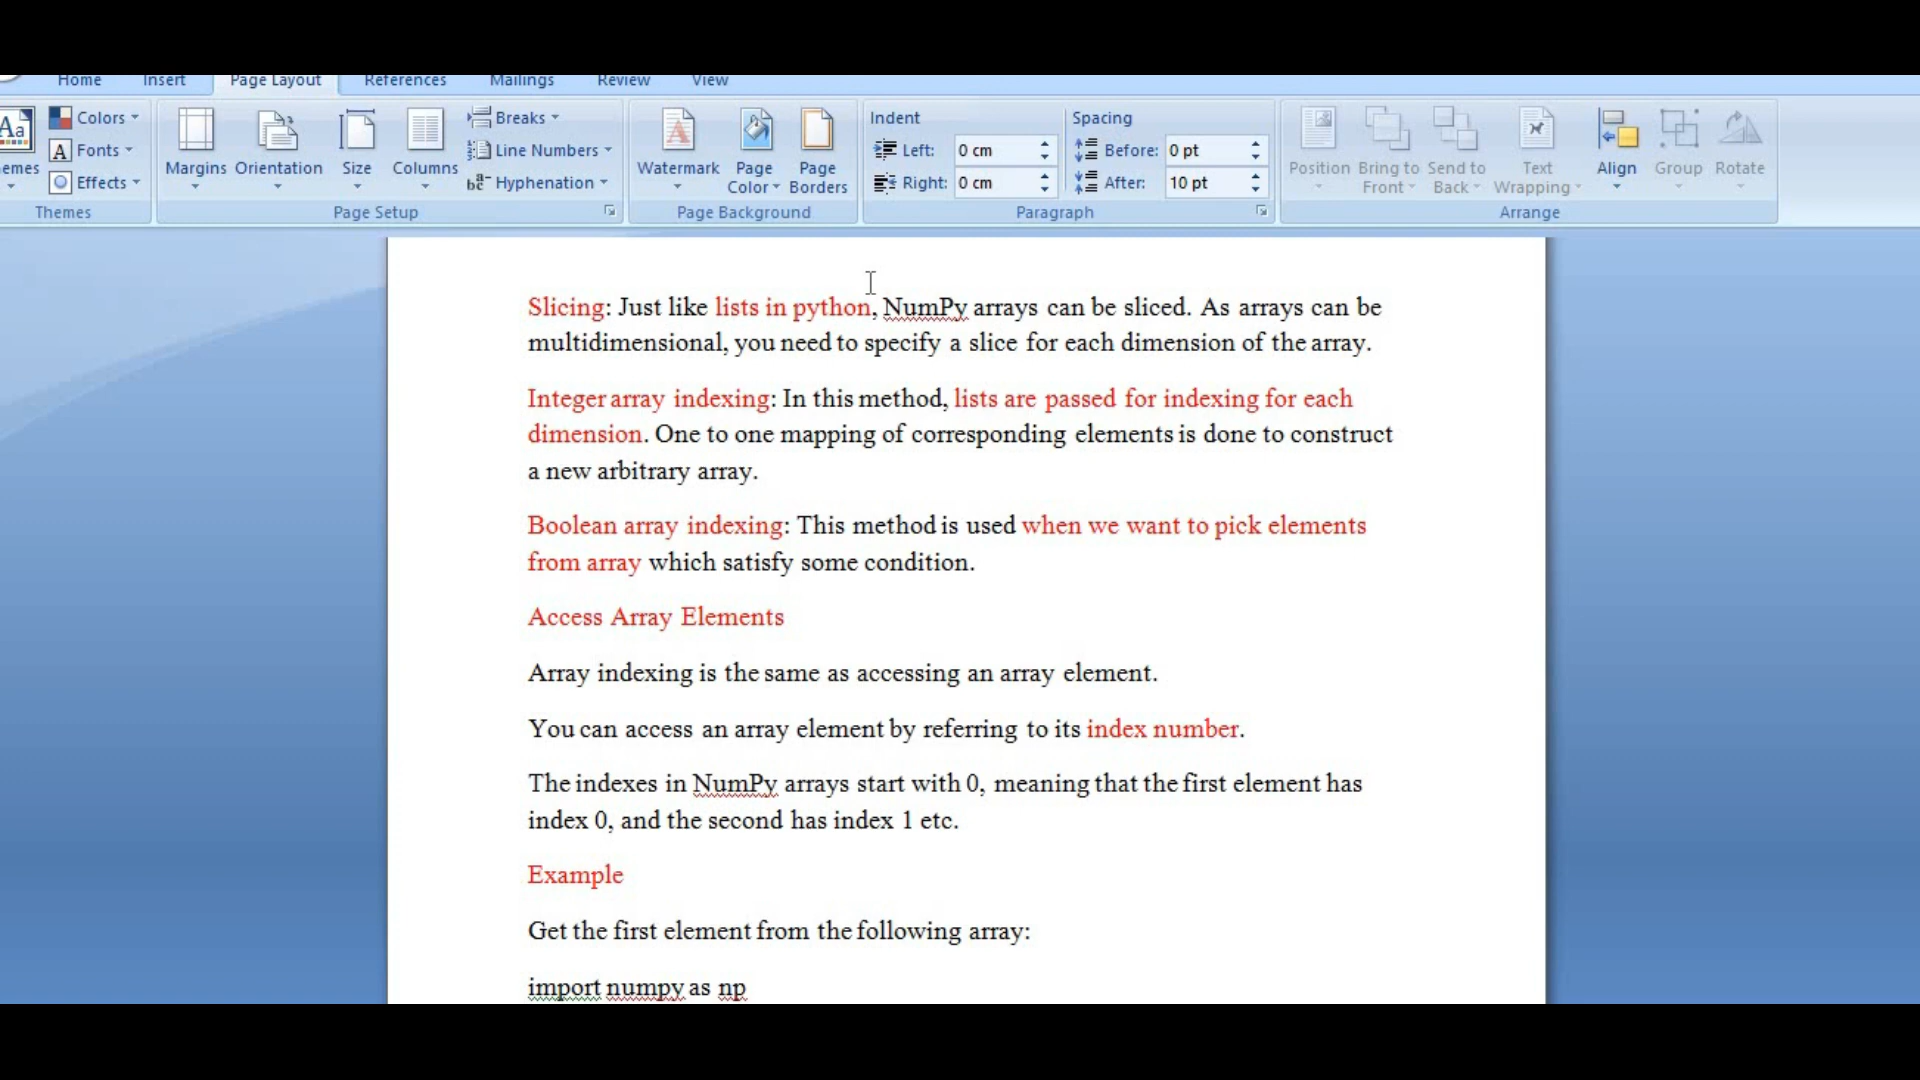 Home Insert Page Layout References Mailings Review View
Aa Colors Breaks Indent Spacing
A Fonts Line Numbers Left: 0 cm Before: 0 pt
emes Margins Orientation Size Columns Watermark Page Color Page Borders Position Bring to Front Send to Back Text Wrapping Align Group Rotate
Effects Hyphenation Right: 0 cm After: 10 pt
Themes Page Setup Page Background Paragraph Arrange
Slicing: Just like lists in python, NumPy arrays can be sliced. As arrays can be
multidimensional, you need to specify a slice for each dimension of the array.
Integer array indexing: In this method, lists are passed for indexing for each
dimension. One to one mapping of corresponding elements is done to construct
a new arbitrary array.
Boolean array indexing: This method is used when we want to pick elements
from array which satisfy some condition.
Access Array Elements
Array indexing is the same as accessing an array element.
You can access an array element by referring to its index number.
The indexes in NumPy arrays start with 0, meaning that the first element has
index 0, and the second has index 1 etc.
Example
Get the first element from the following array:
import numpy as np